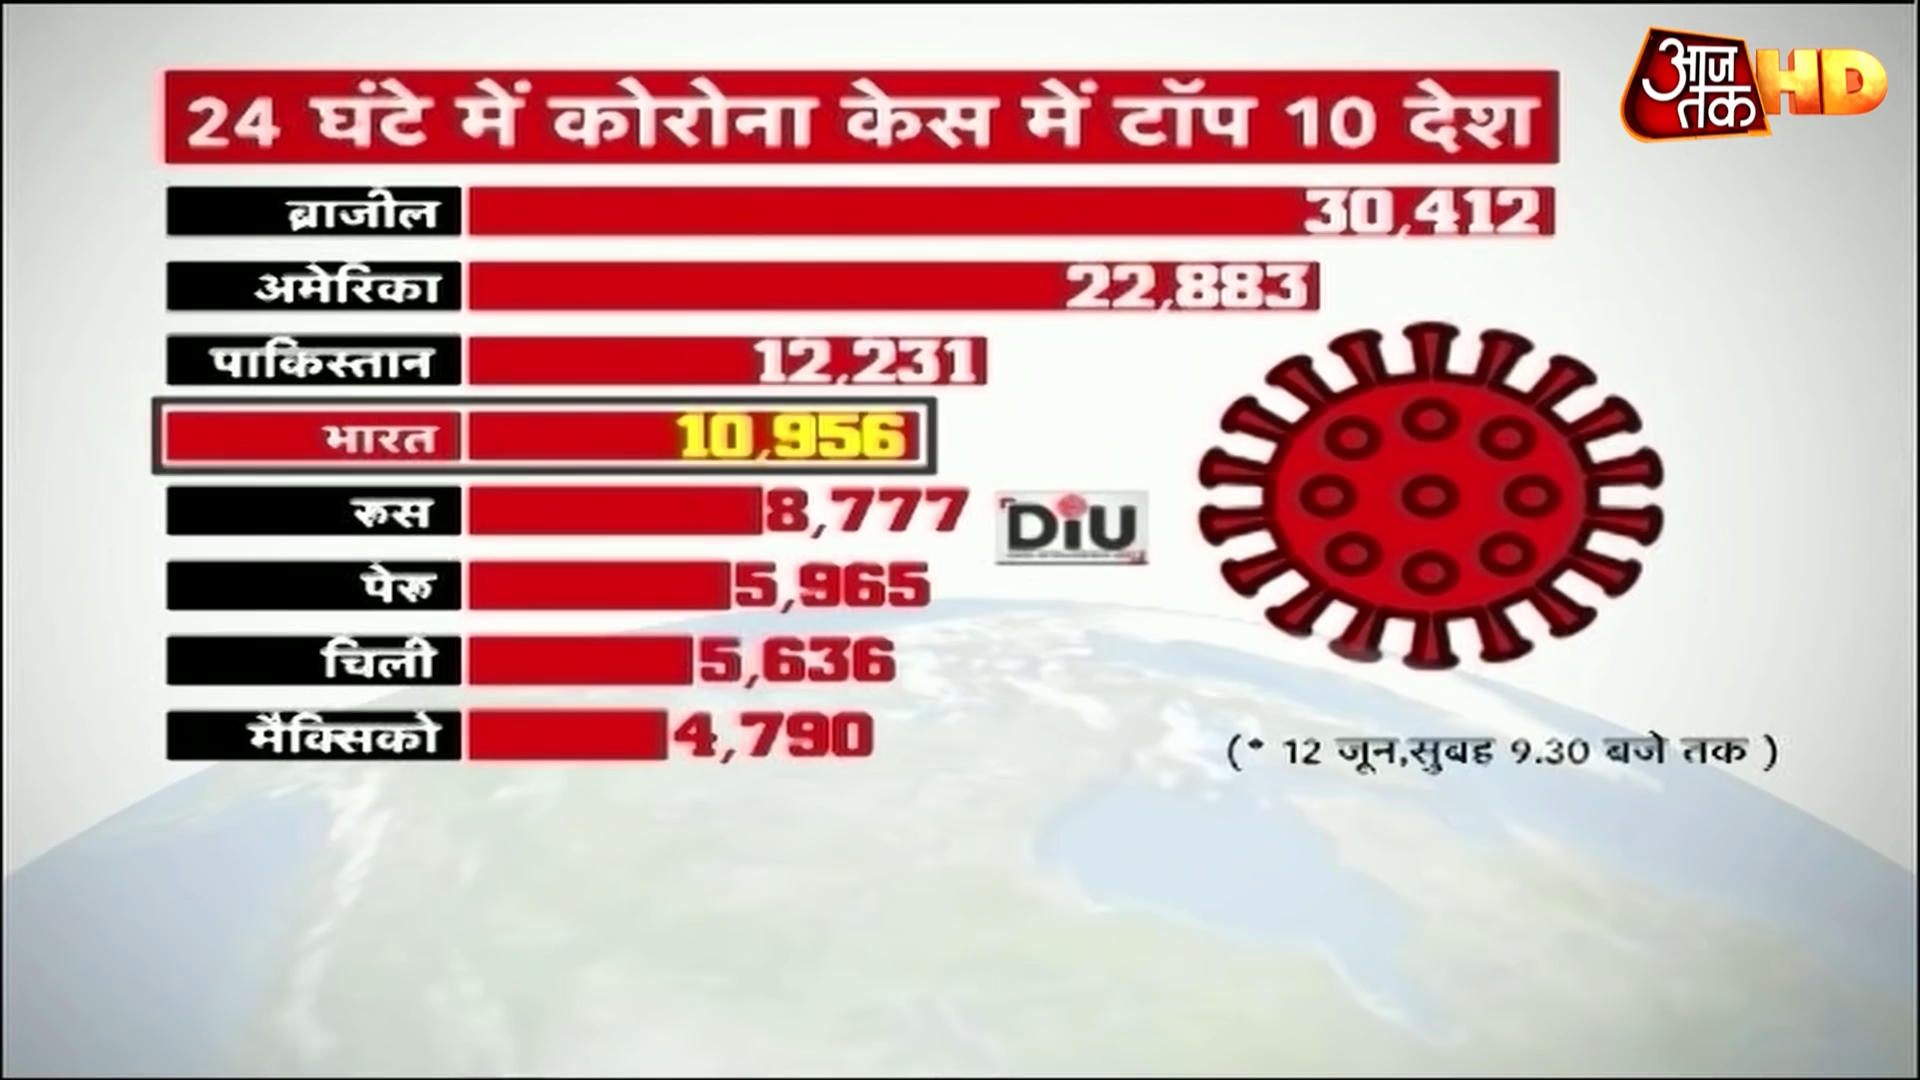 आज तक HD
24 घंटे में कोरोना केस में टॉप 10 देश
ब्राजील 30,412
अमेरिका 22,883
पाकिस्तान 12,231
भारत 10,956
रुस 8,777
DiU
पेरू 5,965
चिली 5,636
मैक्सिको 4,790
(* 12 जून,सुबह 9.30 बजे तक )